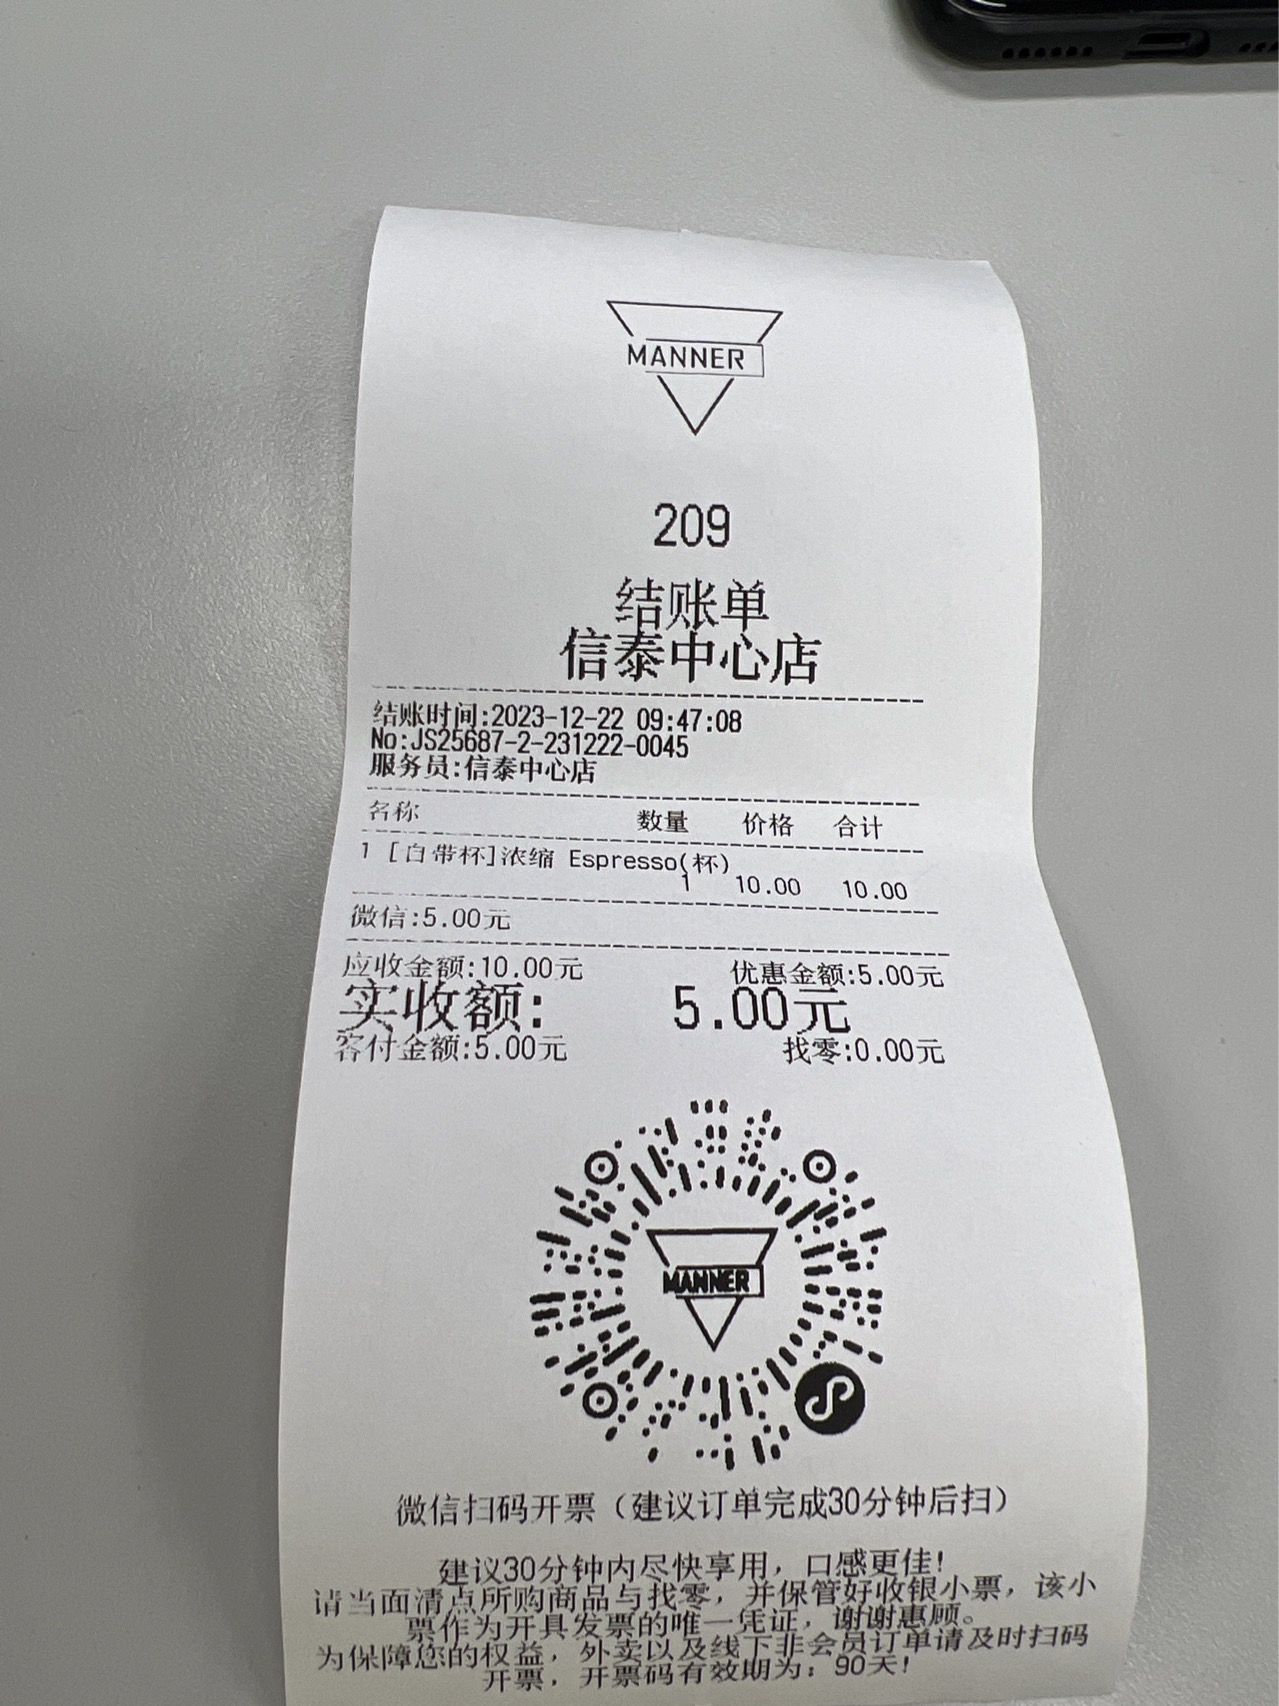 MANNER
209
结账单
信泰中心店
结账时间:2023-12-22 09:47:08
No:JS25687-2-231222-0045
服务员:信泰中心店
名称 数量 价格 合计
1 [自带杯]浓缩 Espresso(杯)
1 10.00 10.00
微信:5.00元
应收金额:10.00元 优惠金额:5.00元
实收额: 5.00元
客付金额:5.00元 找零:0.00元
MANNER
微信扫码开票（建议订单完成30分钟后扫）
建议30分钟内尽快享用，口感更佳!
请当面清点所购商品与找零，并保管好收银小票，该小
票作为开具发票的唯一凭证，谢谢惠顾。
为保障您的权益，外卖以及线下非会员订单请及时扫码
开票，开票码有效期为：90天!